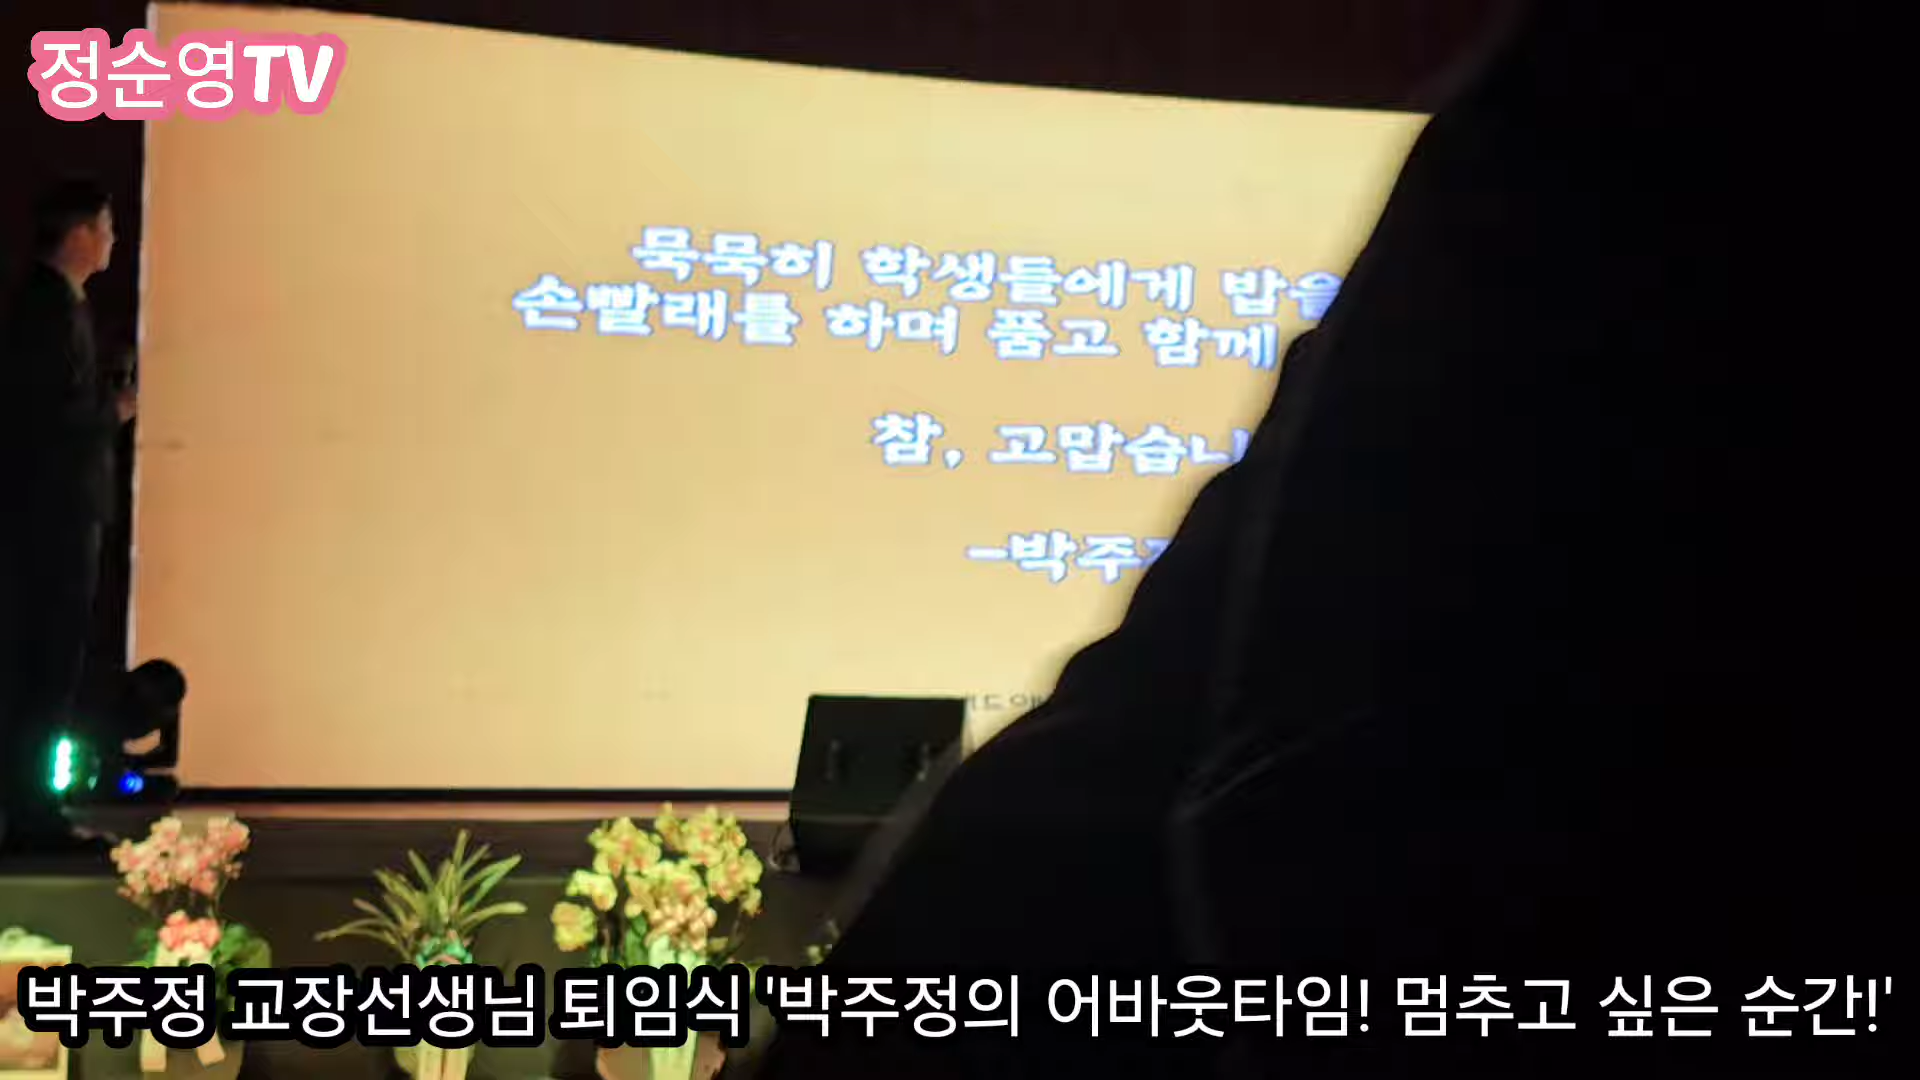 정순영TV
묵묵히 학생들에게 밥을
손빨래를 하며 품고 함께
참, 고맙습니
-박주
박주정 교장선생님 퇴임식 '박주정의 어바웃타임! 멈추고 싶은 순간!'